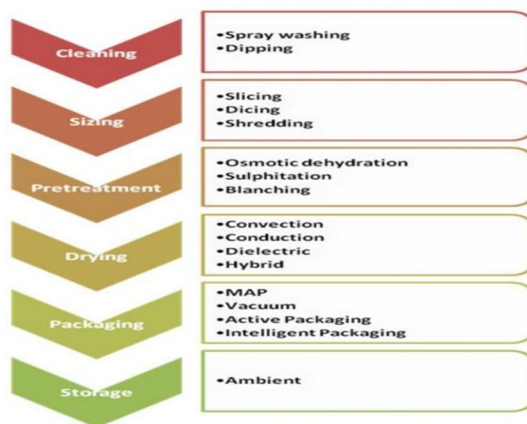 Cleaning
•Spray washing
•Dipping
Sizing
•Slicing
•Dicing
•Shredding
Pretreatment
•Osmotic dehydration
•Sulphitation
•Blanching
Drying
•Convection
•Conduction
•Dielectric
•Hybrid
Packaging
•MAP
•Vacuum
•Active Packaging
•Intelligent Packaging
Storage
•Ambient